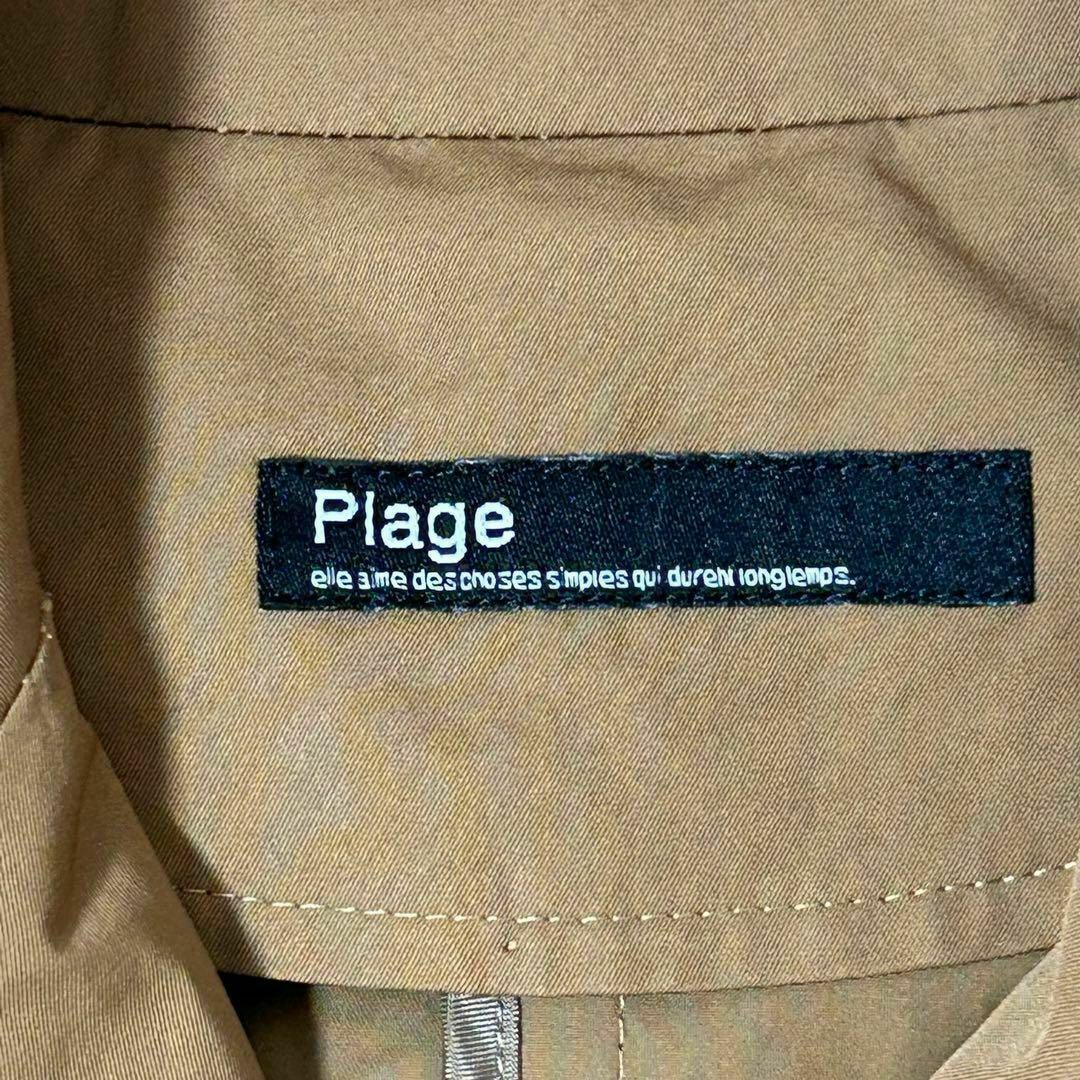 Plage
elle aime des choses simples qui durent longtemps.